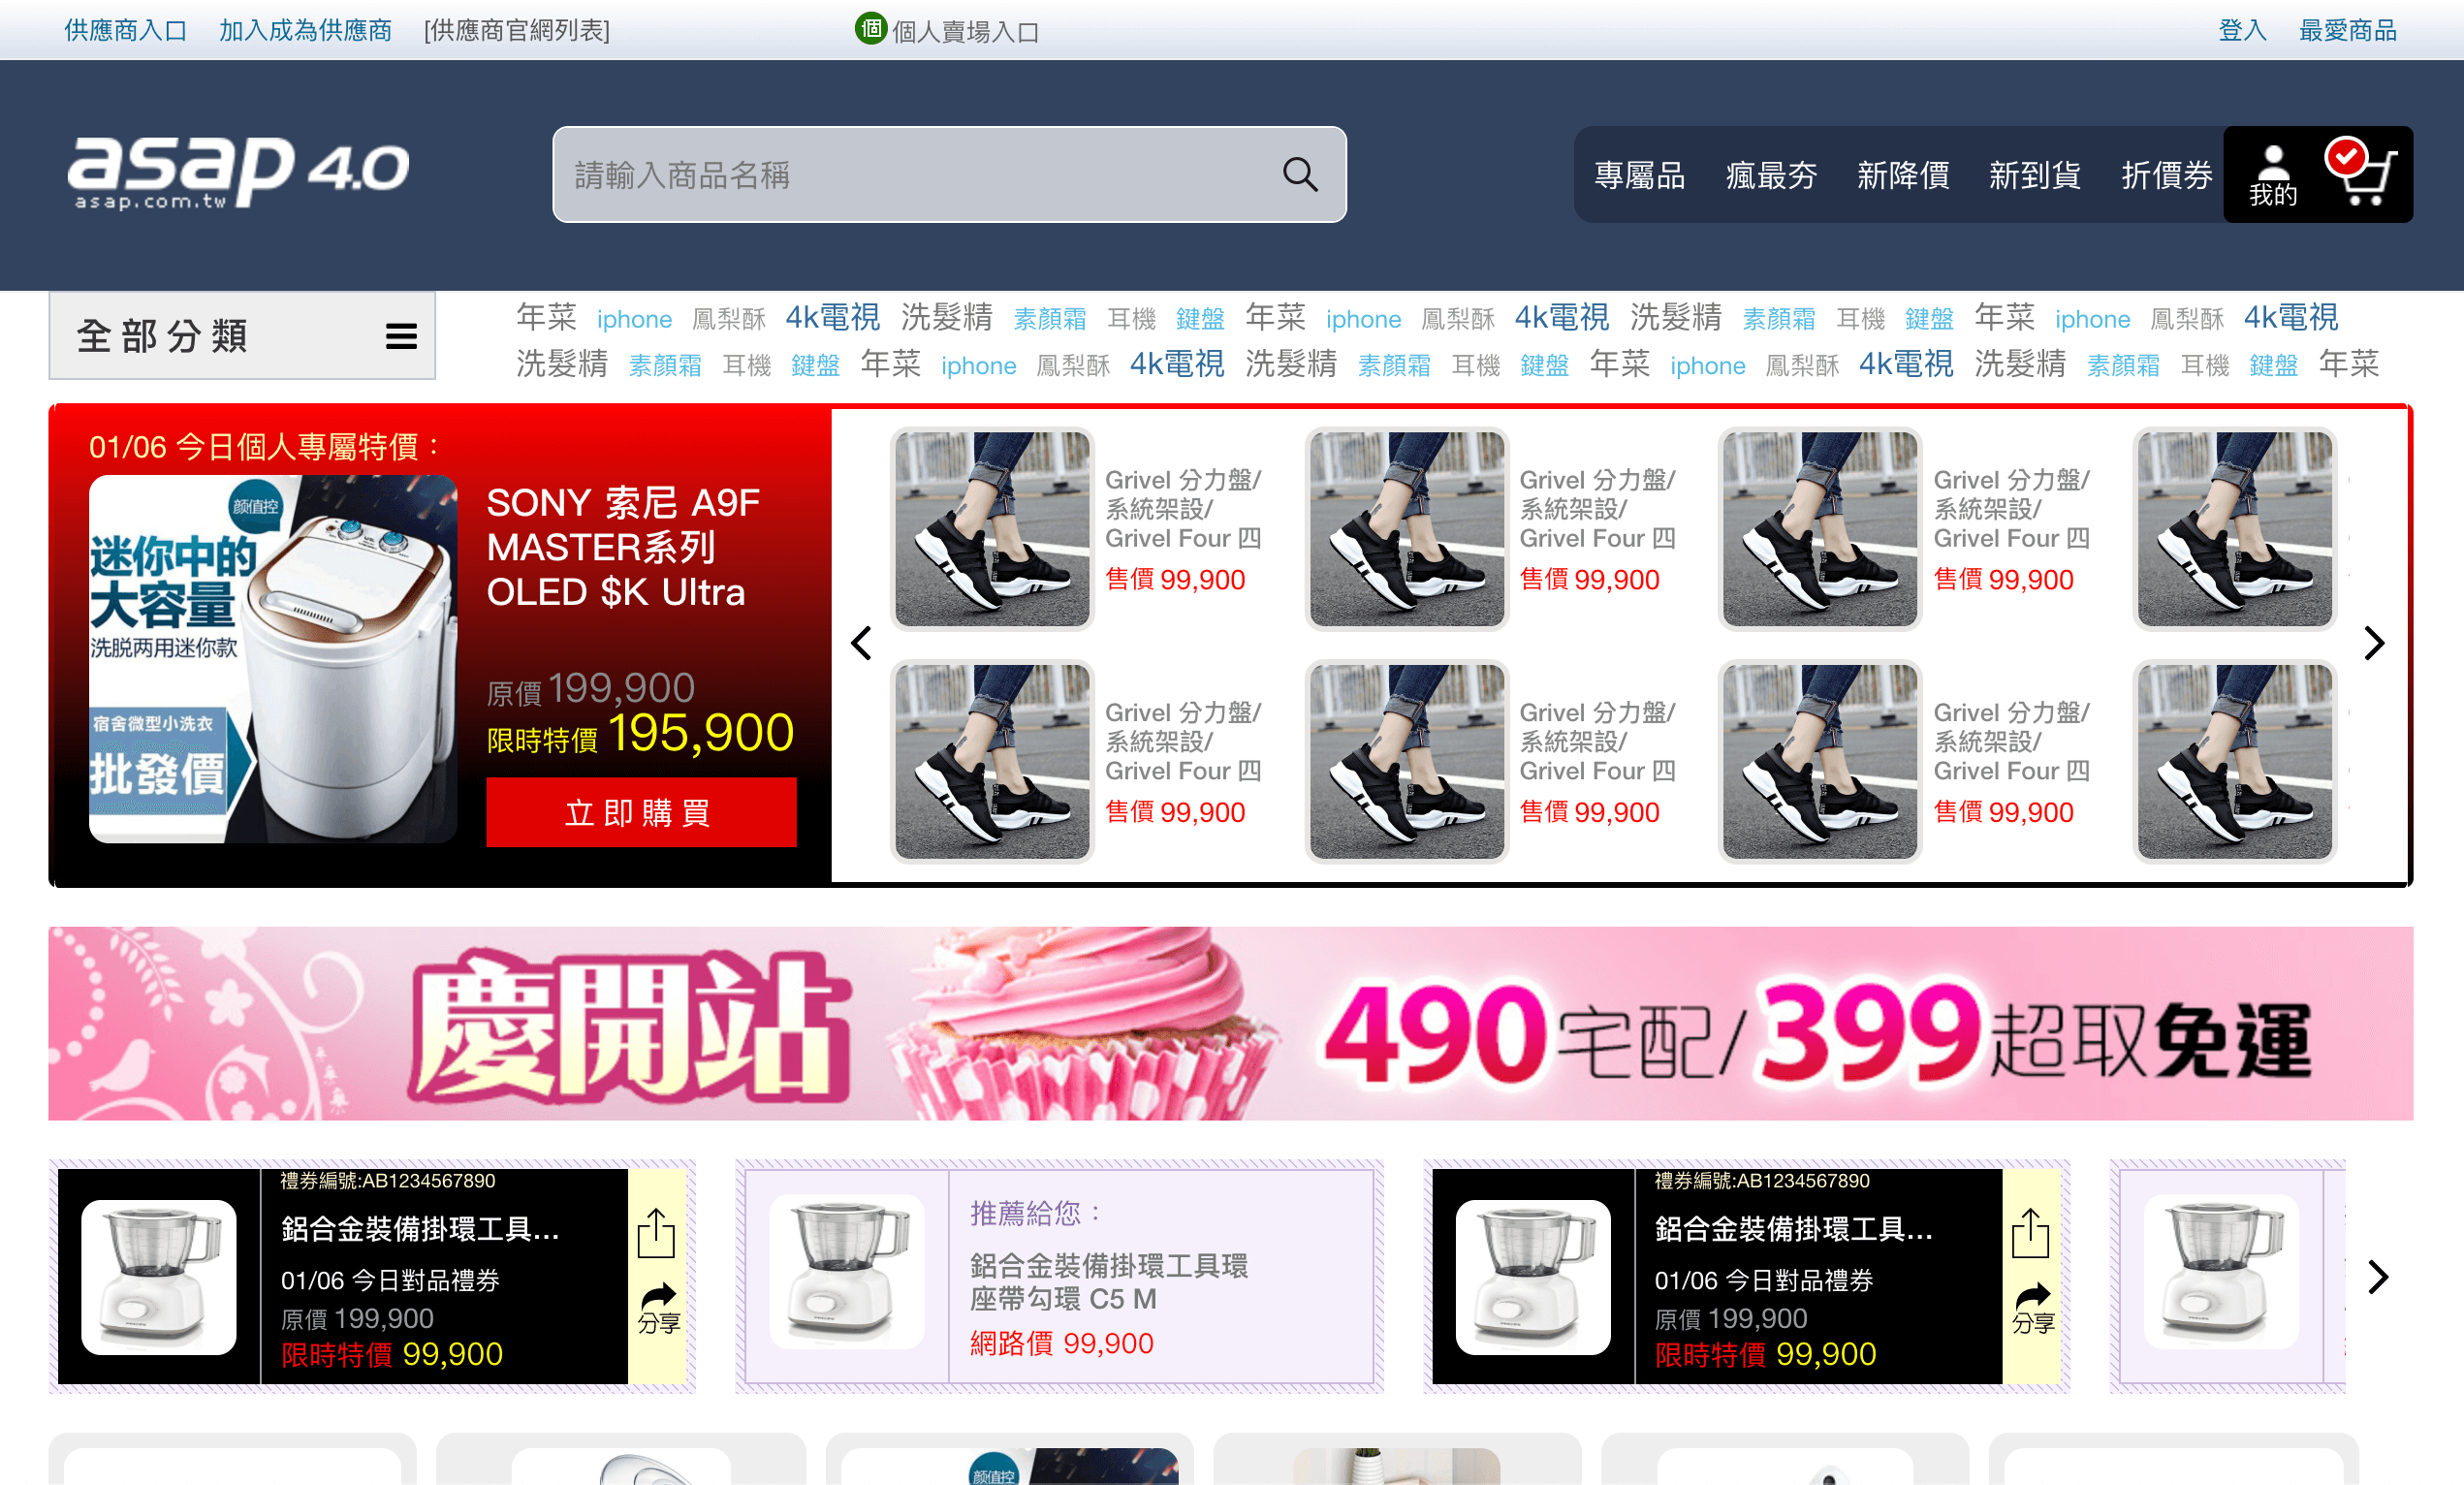 供應商入口 加入成為供應商 [供應商官網列表] 個 個人賣場入口 登入 最愛商品
asap 4.0
asap.com.tw
請輸入商品名稱
專屬品 瘋最夯 新降價 新到貨 折價券 我的
全部分類
年菜 iphone 鳳梨酥 4k電視 洗髮精 素顏霜 耳機 鍵盤 年菜 iphone 鳳梨酥 4k電視 洗髮精 素顏霜 耳機 鍵盤 年菜 iphone 鳳梨酥 4k電視
洗髮精 素顏霜 耳機 鍵盤 年菜 iphone 鳳梨酥 4k電視 洗髮精 素顏霜 耳機 鍵盤 年菜 iphone 鳳梨酥 4k電視 洗髮精 素顏霜 耳機 鍵盤 年菜
01/06 今日個人專屬特價：
颜值控
迷你中的
大容量
洗脱两用迷你款
宿舍微型小洗衣
批發價
SONY 索尼 A9F
MASTER系列
OLED $K Ultra
原價 199,900
限時特價 195,900
立即購買
Grivel 分力盤/
系統架設/
Grivel Four 四
售價 99,900
Grivel 分力盤/
系統架設/
Grivel Four 四
售價 99,900
Grivel 分力盤/
系統架設/
Grivel Four 四
售價 99,900
Grivel 分力盤/
系統架設/
Grivel Four 四
售價 99,900
Grivel 分力盤/
系統架設/
Grivel Four 四
售價 99,900
Grivel 分力盤/
系統架設/
Grivel Four 四
售價 99,900
慶開站
490宅配/399超取免運
禮券編號:AB1234567890
鋁合金裝備掛環工具...
01/06 今日對品禮券
原價 199,900
限時特價 99,900
分享
推薦給您：
鋁合金裝備掛環工具環
座帶勾環 C5 M
網路價 99,900
禮券編號:AB1234567890
鋁合金裝備掛環工具...
01/06 今日對品禮券
原價 199,900
限時特價 99,900
分享
颜值控